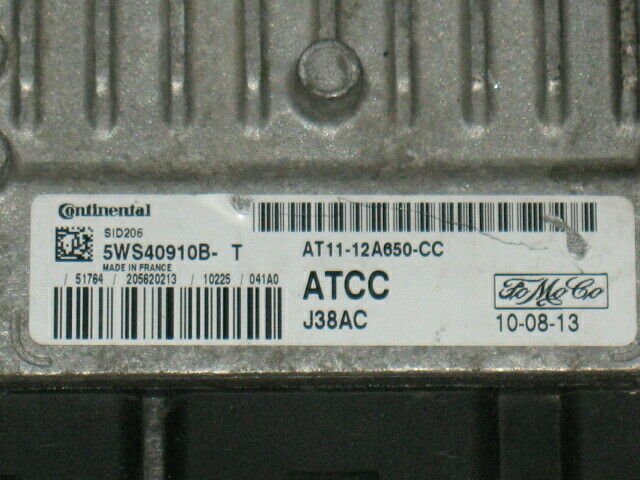 Continental
SID206
5WS40910B- T
MADE IN FRANCE
/ 51764 / 205620213 / 10225 / 041A0
AT11-12A650-CC
ATCC
J38AC
FoMoCo
10-08-13